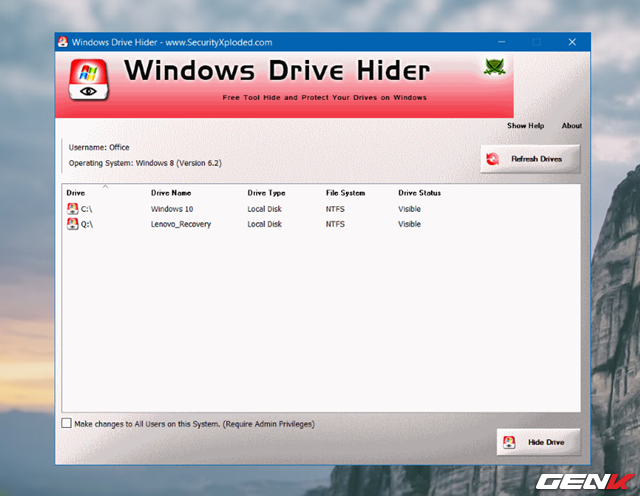 Windows Drive Hider - www.SecurityXploded.com
Windows Drive Hider
Free Tool Hide and Protect Your Drives on Windows
Show Help About
Username: Office
Operating System: Windows 8 (Version 6.2)
Refresh Drives
Drive Drive Name Drive Type File System Drive Status
C:\ Windows 10 Local Disk NTFS Visible
Q:\ Lenovo_Recovery Local Disk NTFS Visible
Make changes to All Users on this System. (Require Admin Privileges)
Hide Drive
GENK